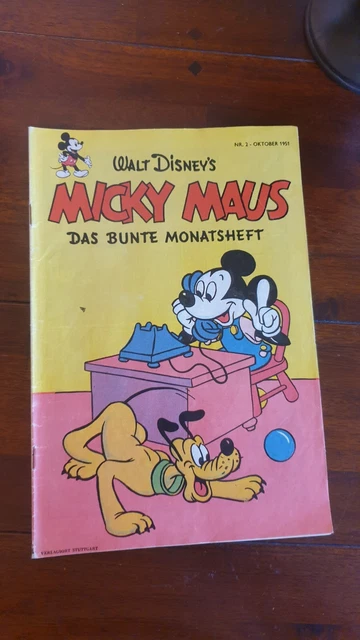 NR. 2 - OKTOBER 1951
WALT DISNEY'S
MICKY MAUS
DAS BUNTE MONATSHEFT